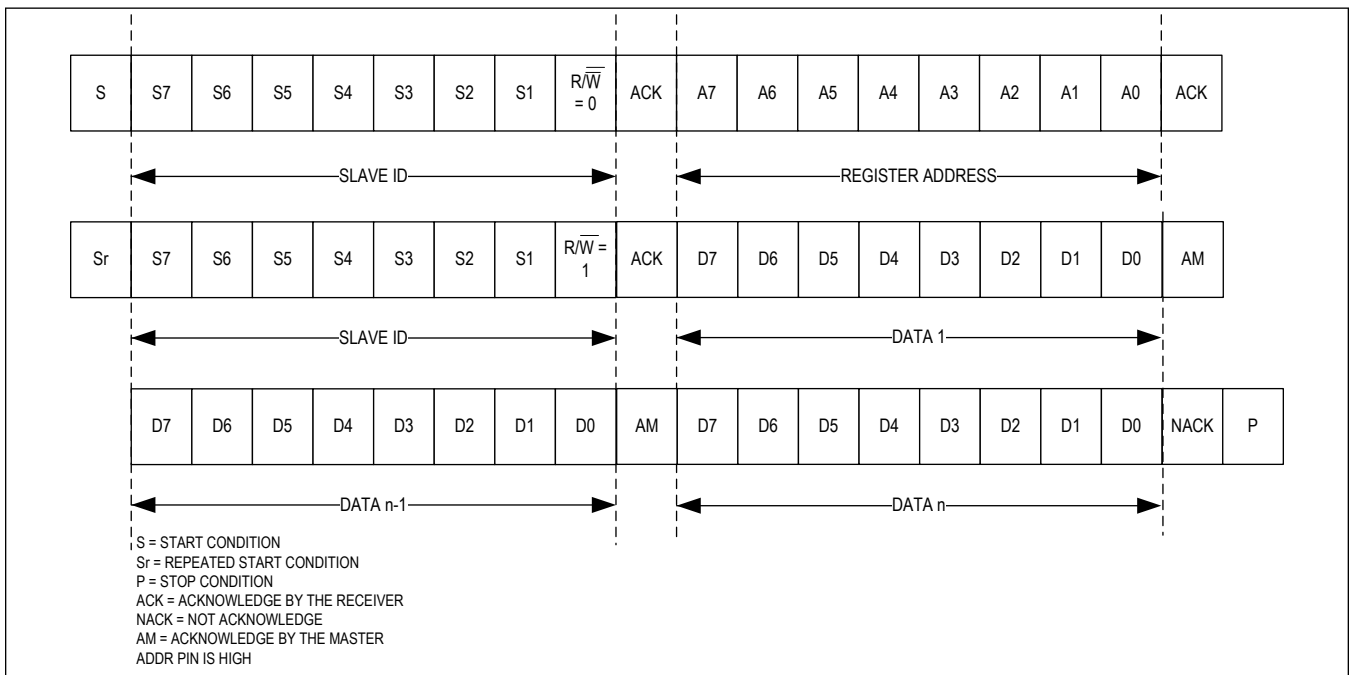 S S7 S6 S5 S4 S3 S2 S1 R/W̅ = 0 ACK A7 A6 A5 A4 A3 A2 A1 A0 ACK
SLAVE ID REGISTER ADDRESS
Sr S7 S6 S5 S4 S3 S2 S1 R/W̅ = 1 ACK D7 D6 D5 D4 D3 D2 D1 D0 AM
SLAVE ID DATA 1
D7 D6 D5 D4 D3 D2 D1 D0 AM D7 D6 D5 D4 D3 D2 D1 D0 NACK P
DATA n-1 DATA n
S = START CONDITION
Sr = REPEATED START CONDITION
P = STOP CONDITION
ACK = ACKNOWLEDGE BY THE RECEIVER
NACK = NOT ACKNOWLEDGE
AM = ACKNOWLEDGE BY THE MASTER
ADDR PIN IS HIGH